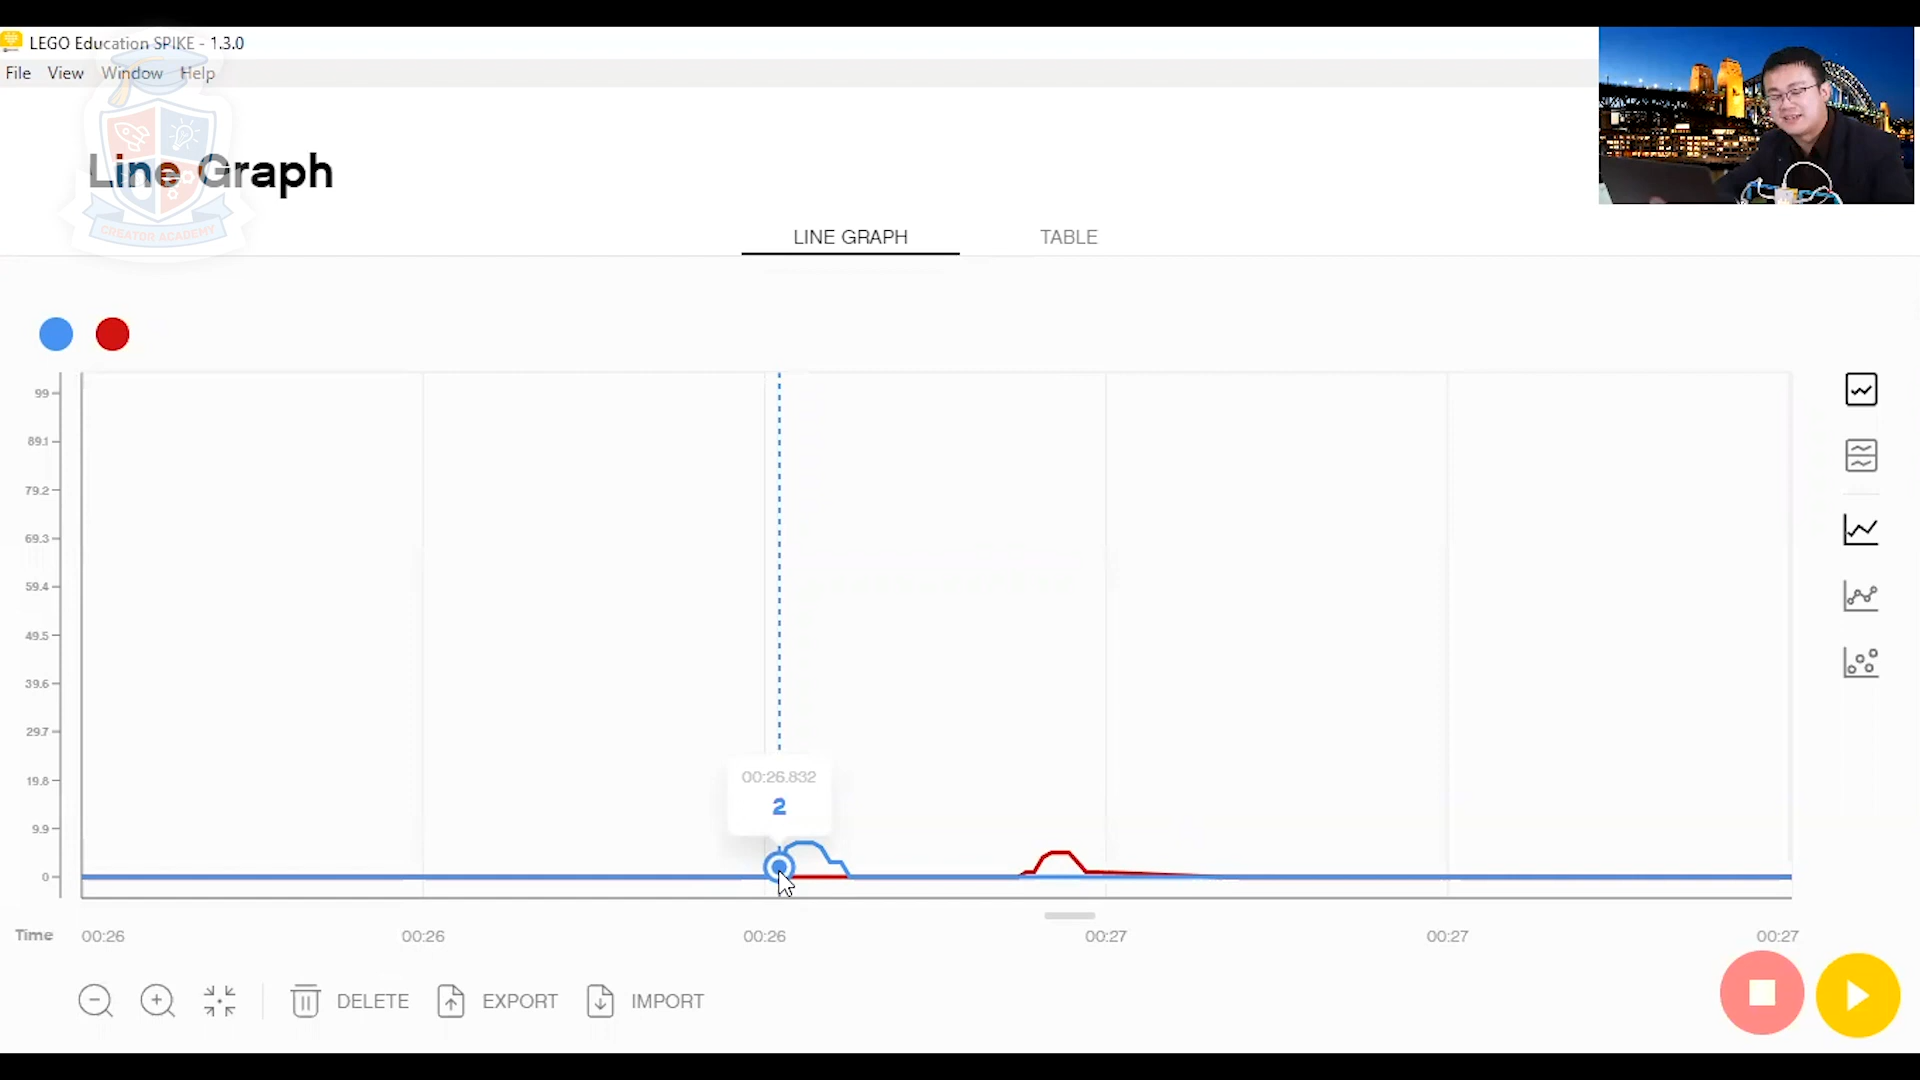 LEGO Education SPIKE - 1.3.0
File View Window Help
Line Graph
CREATOR ACADEMY
LINE GRAPH TABLE
99
89.1
79.2
69.3
59.4
49.5
39.6
29.7
19.8
9.9
0
00:26.832
2
Time 00:26 00:26 00:26 00:27 00:27 00:27
DELETE EXPORT IMPORT